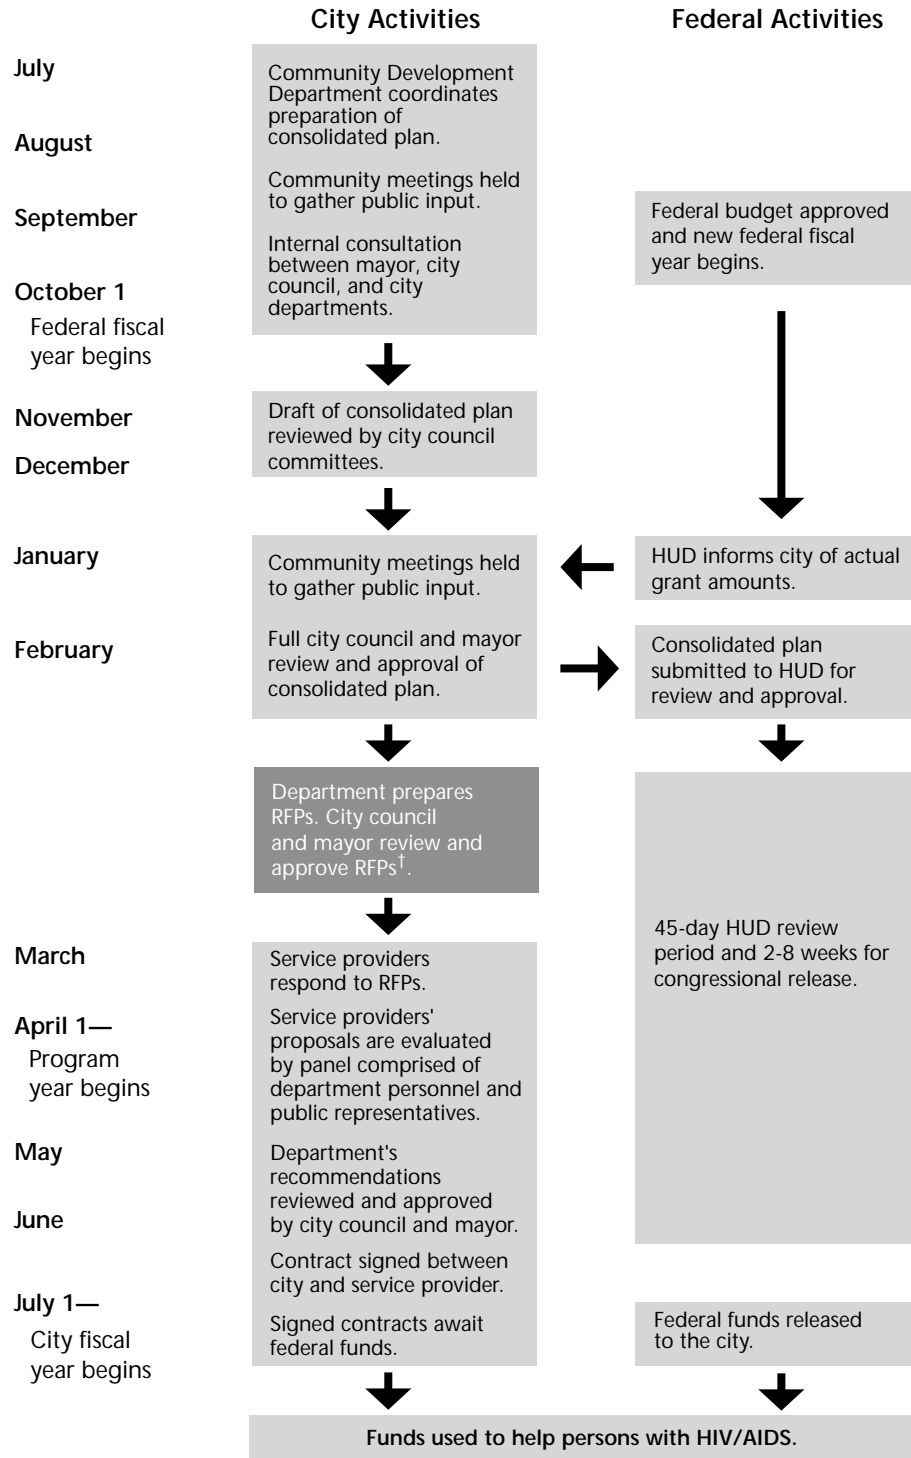 City Activities
Federal Activities
July
August
September
October 1
Federal fiscal
year begins
November
December
January
February
March
April 1—
Program
year begins
May
June
July 1—
City fiscal
year begins
Community Development
Department coordinates
preparation of
consolidated plan.
Community meetings held
to gather public input.
Internal consultation
between mayor, city
council, and city
departments.
Draft of consolidated plan
reviewed by city council
committees.
Community meetings held
to gather public input.
Full city council and mayor
review and approval of
consolidated plan.
Department prepares
RFPs. City council
and mayor review and
approve RFPs†.
Service providers
respond to RFPs.
Service providers'
proposals are evaluated
by panel comprised of
department personnel and
public representatives.
Department's
recommendations
reviewed and approved
by city council and mayor.
Contract signed between
city and service provider.
Signed contracts await
federal funds.
Federal budget approved
and new federal fiscal
year begins.
HUD informs city of actual
grant amounts.
Consolidated plan
submitted to HUD for
review and approval.
45-day HUD review
period and 2-8 weeks for
congressional release.
Federal funds released
to the city.
Funds used to help persons with HIV/AIDS.